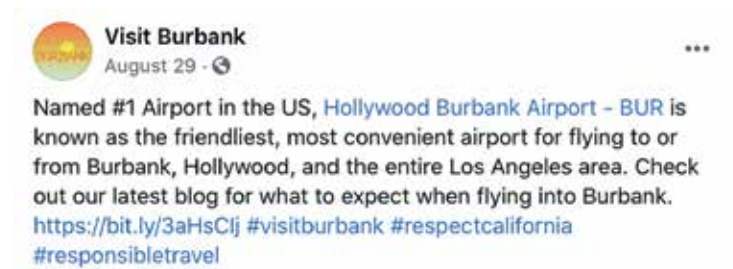 Visit Burbank
August 29 ·
Named #1 Airport in the US, Hollywood Burbank Airport - BUR is
known as the friendliest, most convenient airport for flying to or
from Burbank, Hollywood, and the entire Los Angeles area. Check
out our latest blog for what to expect when flying into Burbank.
https://bit.ly/3aHsClj #visitburbank #respectcalifornia
#responsibletravel